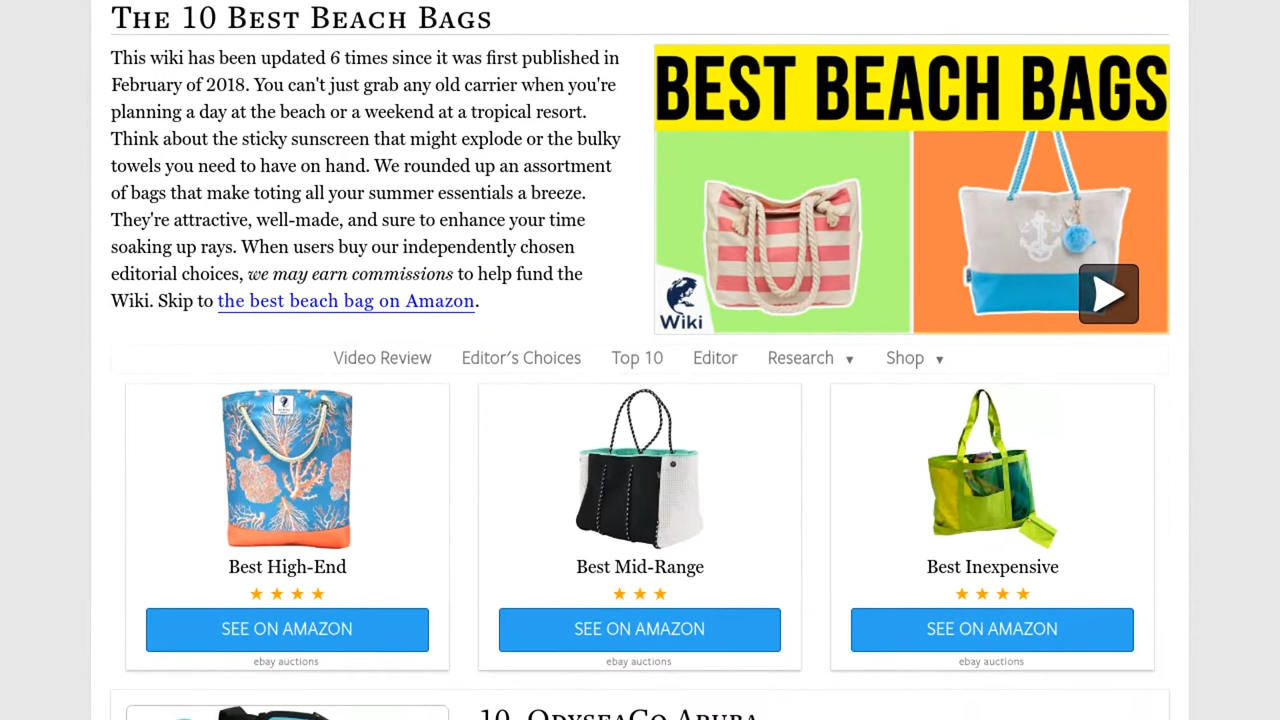 The 10 Best Beach Bags
This wiki has been updated 6 times since it was first published in
February of 2018. You can't just grab any old carrier when you're
planning a day at the beach or a weekend at a tropical resort.
Think about the sticky sunscreen that might explode or the bulky
towels you need to have on hand. We rounded up an assortment
of bags that make toting all your summer essentials a breeze.
They're attractive, well-made, and sure to enhance your time
soaking up rays. When users buy our independently chosen
editorial choices, we may earn commissions to help fund the
Wiki. Skip to the best beach bag on Amazon.
BEST BEACH BAGS
Wiki
Video Review Editor's Choices Top 10 Editor Research ▼ Shop ▼
Best High-End Best Mid-Range Best Inexpensive
★ ★ ★ ★ ★ ★ ★ ★ ★ ★ ★
SEE ON AMAZON SEE ON AMAZON SEE ON AMAZON
ebay auctions ebay auctions ebay auctions
10. OdyseaCo Aruba